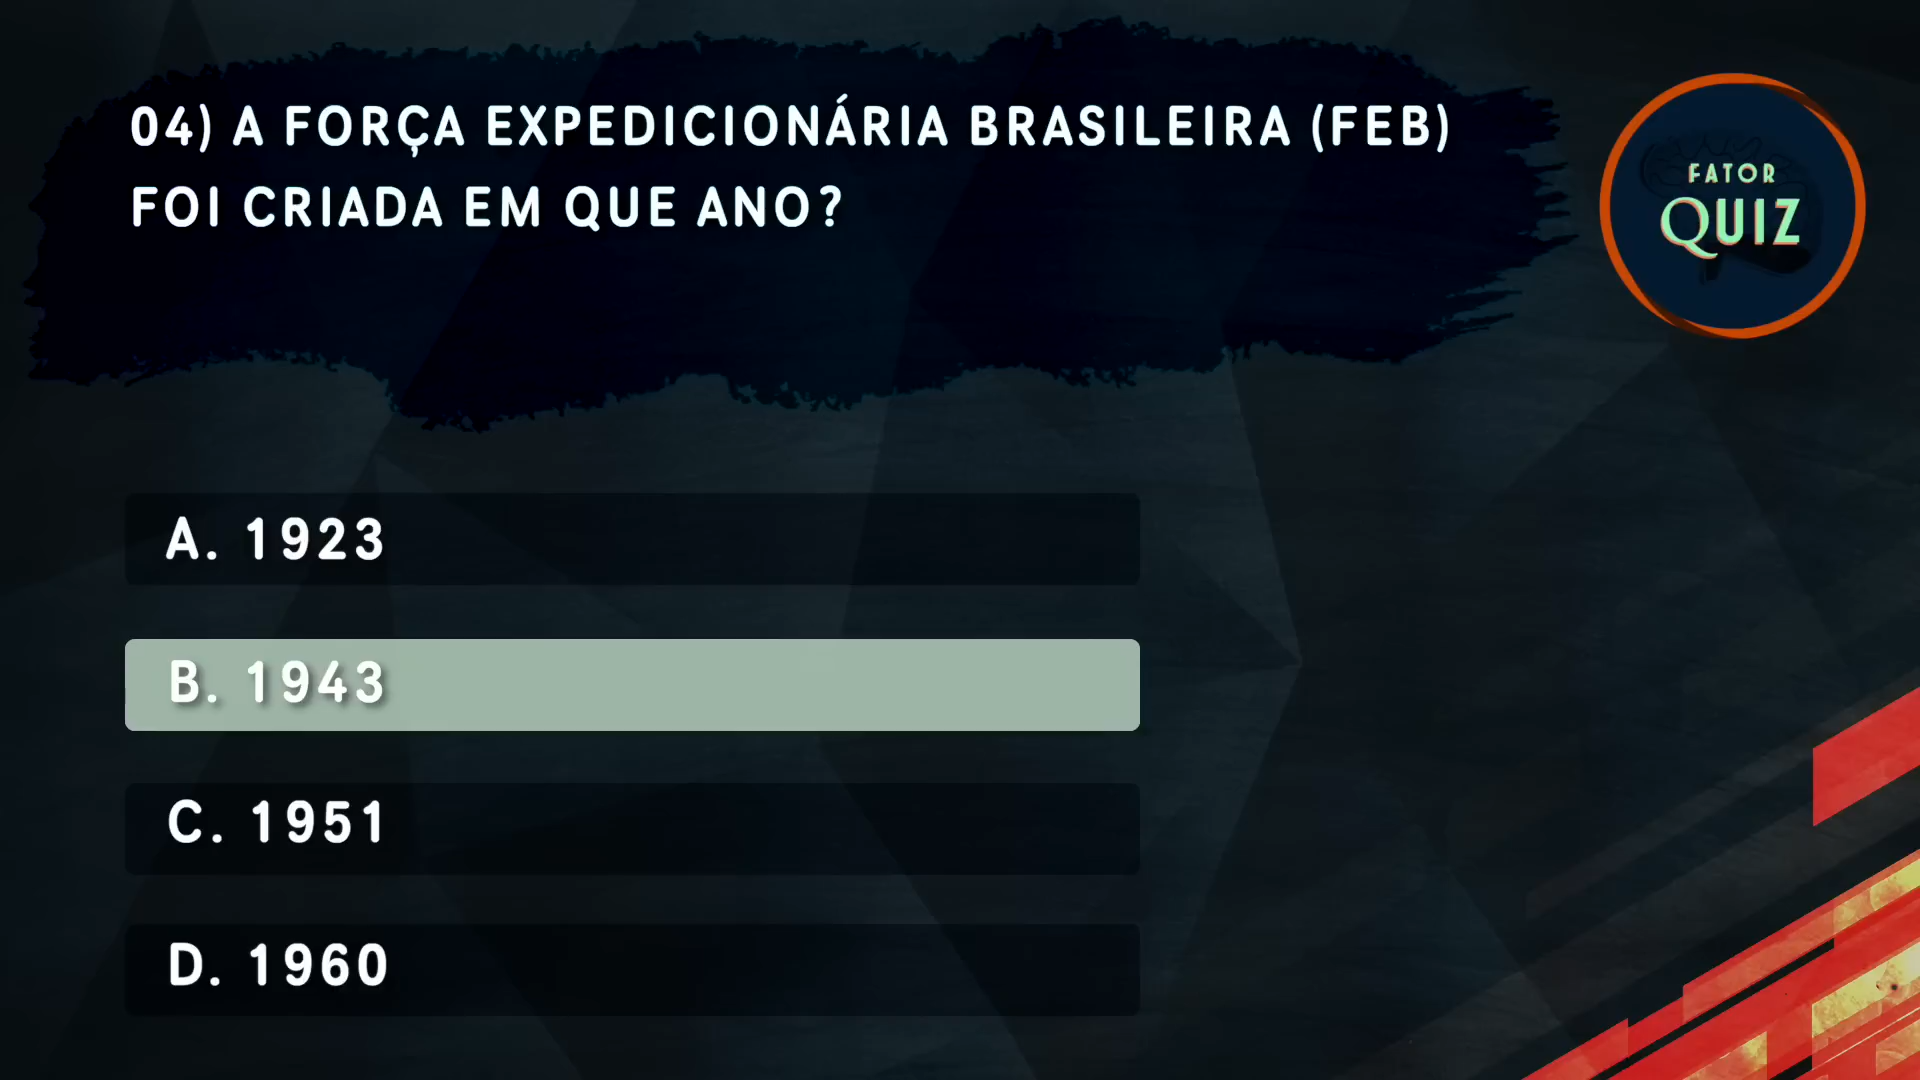 04) A FORÇA EXPEDICIONÁRIA BRASILEIRA (FEB)
FOI CRIADA EM QUE ANO?
FATOR
QUIZ
A. 1923
B. 1943
C. 1951
D. 1960